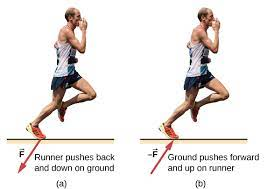 F
Runner pushes back
and down on ground
(a)
–F
Ground pushes forward
and up on runner
(b)